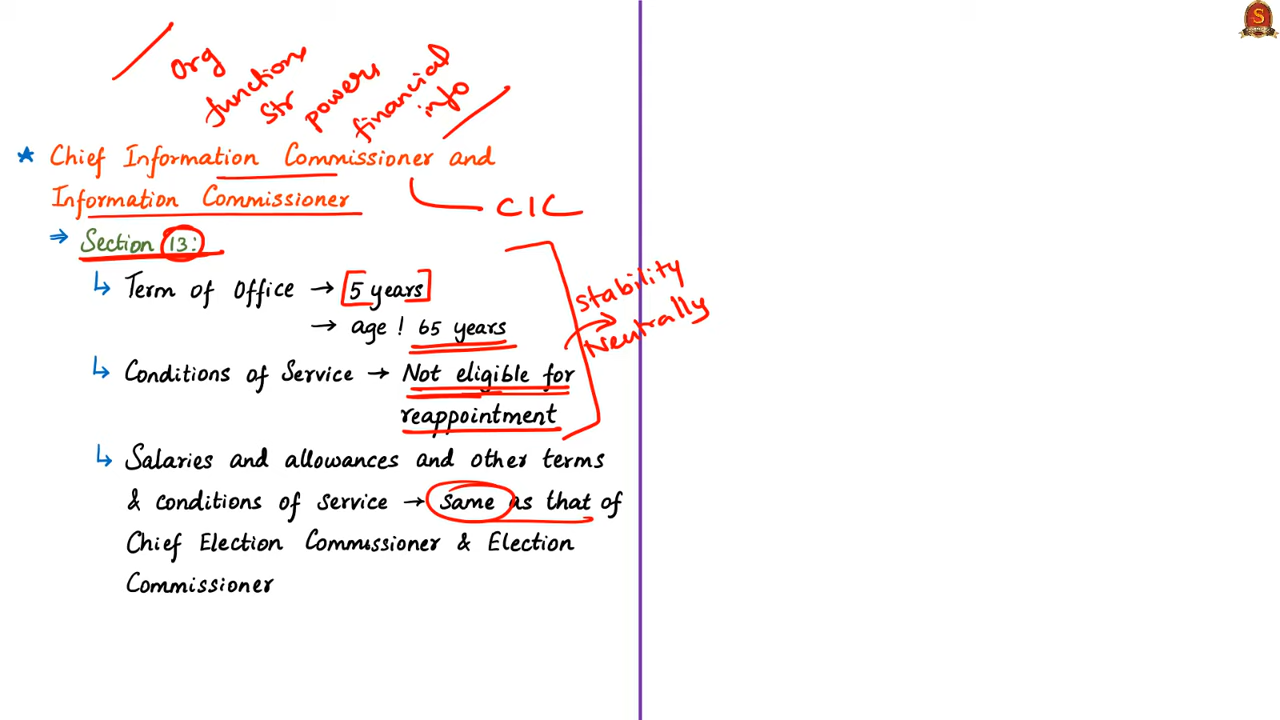 org
functions
str
powers
financial
info
★ Chief Information Commissioner and
Information Commissioner
CIC
⇒ Section 13:
↳ Term of Office → [5 years]
→ age ! 65 years
↳ Conditions of Service → Not eligible for
reappointment
stability
Neutrally
↳ Salaries and allowances and other terms
& conditions of service → same as that of
Chief Election Commissioner & Election
Commissioner
S